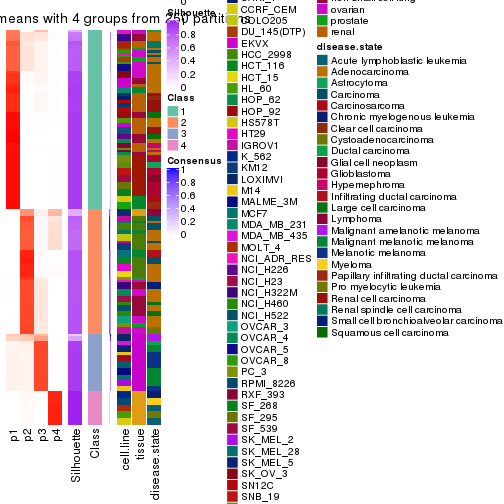 means with 4 groups from 250 partitions
p1
p2
p3
p4
Silhouette
Class
cell.line
tissue
disease.state
Silhouette
1
0.8
0.6
0.4
0.2
0
Class
1
2
3
4
Consensus
1
0.8
0.6
0.4
0.2
0
CCRF_CEM
COLO205
DU_145(DTP)
EKVX
HCC_2998
HCT_116
HCT_15
HL_60
HOP_62
HOP_92
HS578T
HT29
IGROV1
K_562
KM12
LOXIMVI
M14
MALME_3M
MCF7
MDA_MB_231
MDA_MB_435
MOLT_4
NCI_ADR_RES
NCI_H226
NCI_H23
NCI_H322M
NCI_H460
NCI_H522
OVCAR_3
OVCAR_4
OVCAR_5
OVCAR_8
PC_3
RPMI_8226
RXF_393
SF_268
SF_295
SF_539
SK_MEL_2
SK_MEL_28
SK_MEL_5
SK_OV_3
SN12C
SNB_19
ovarian
prostate
renal
disease.state
Acute lymphoblastic leukemia
Adenocarcinoma
Astrocytoma
Carcinoma
Carcinosarcoma
Chronic myelogenous leukemia
Clear cell carcinoma
Cystoadenocarcinoma
Ductal carcinoma
Glial cell neoplasm
Glioblastoma
Hypernephroma
Infiltrating ductal carcinoma
Large cell carcinoma
Lymphoma
Malignant amelanotic melanoma
Malignant melanotic melanoma
Melanotic melanoma
Myeloma
Papillary infiltrating ductal carcinoma
Pro myelocytic leukemia
Renal cell carcinoma
Renal spindle cell carcinoma
Small cell bronchioalveolar carcinoma
Squamous cell carcinoma